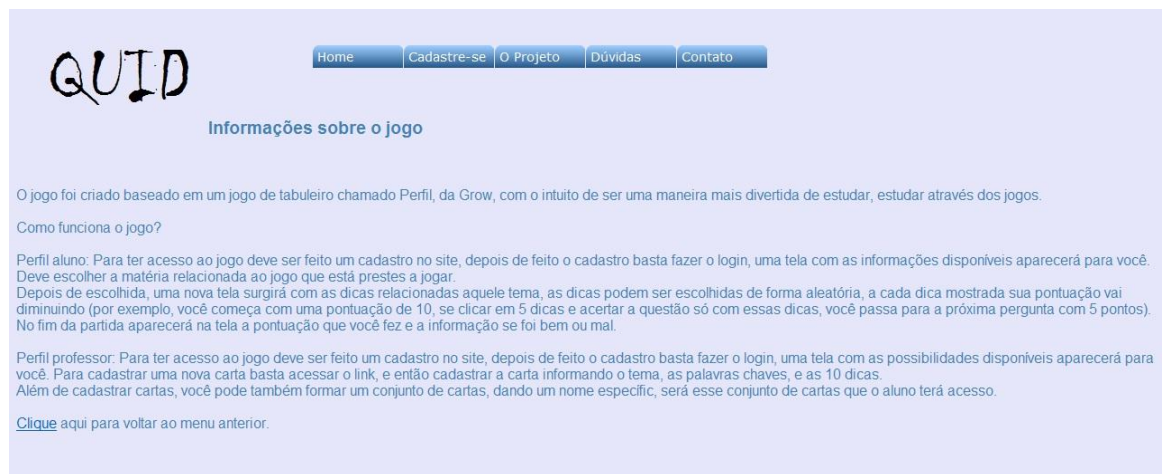 QUID
Home Cadastre-se O Projeto Dúvidas Contato
Informações sobre o jogo
O jogo foi criado baseado em um jogo de tabuleiro chamado Perfil, da Grow, com o intuito de ser uma maneira mais divertida de estudar, estudar através dos jogos.
Como funciona o jogo?
Perfil aluno: Para ter acesso ao jogo deve ser feito um cadastro no site, depois de feito o cadastro basta fazer o login, uma tela com as informações disponíveis aparecerá para você.
Deve escolher a matéria relacionada ao jogo que está prestes a jogar.
Depois de escolhida, uma nova tela surgirá com as dicas relacionadas aquele tema, as dicas podem ser escolhidas de forma aleatória, a cada dica mostrada sua pontuação vai
diminuindo (por exemplo, você começa com uma pontuação de 10, se clicar em 5 dicas e acertar a questão só com essas dicas, você passa para a próxima pergunta com 5 pontos).
No fim da partida aparecerá na tela a pontuação que você fez e a informação se foi bem ou mal.
Perfil professor: Para ter acesso ao jogo deve ser feito um cadastro no site, depois de feito o cadastro basta fazer o login, uma tela com as possibilidades disponíveis aparecerá para
você. Para cadastrar uma nova carta basta acessar o link, e então cadastrar a carta informando o tema, as palavras chaves, e as 10 dicas.
Além de cadastrar cartas, você pode também formar um conjunto de cartas, dando um nome específic, será esse conjunto de cartas que o aluno terá acesso.
Clique aqui para voltar ao menu anterior.